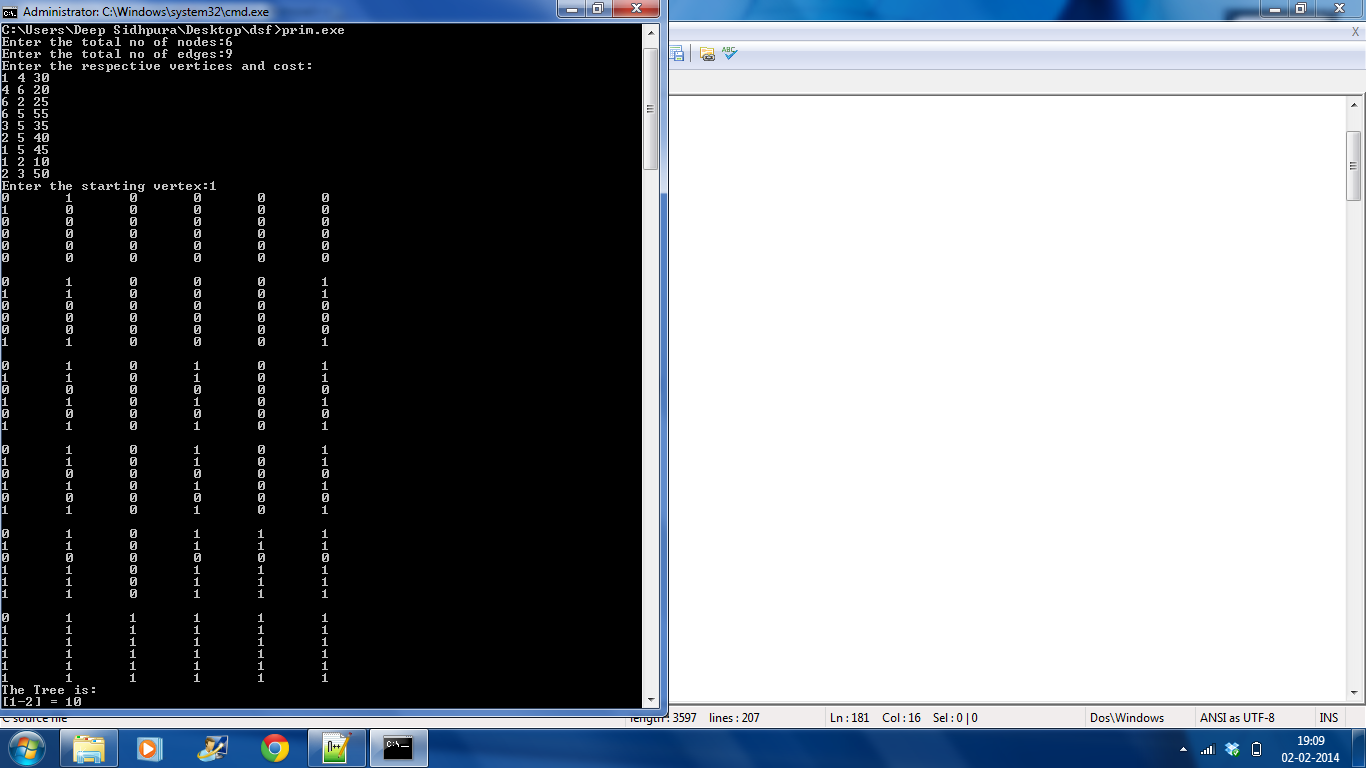 Administrator: C:\Windows\system32\cmd.exe
C:\Users\Deep Sidhpura\Desktop\dsf>prim.exe
Enter the total no of nodes:6
Enter the total no of edges:9
Enter the respective vertices and cost:
1 4 30
4 6 20
6 2 25
6 5 55
3 5 35
2 5 40
1 5 45
1 2 10
2 3 50
Enter the starting vertex:1
0 1 0 0 0 0
1 0 0 0 0 0
0 0 0 0 0 0
0 0 0 0 0 0
0 0 0 0 0 0
0 0 0 0 0 0
0 1 0 0 0 1
1 1 0 0 0 1
0 0 0 0 0 0
0 0 0 0 0 0
0 0 0 0 0 0
1 1 0 0 0 1
0 1 0 1 0 1
1 1 0 1 0 1
0 0 0 0 0 0
1 1 0 1 0 1
0 0 0 0 0 0
1 1 0 1 0 1
0 1 0 1 0 1
1 1 0 1 0 1
0 0 0 0 0 0
1 1 0 1 0 1
0 0 0 0 0 0
1 1 0 1 0 1
0 1 0 1 1 1
1 1 0 1 1 1
0 0 0 0 0 0
1 1 0 1 1 1
1 1 0 1 1 1
1 1 0 1 1 1
0 1 1 1 1 1
1 1 1 1 1 1
1 1 1 1 1 1
1 1 1 1 1 1
1 1 1 1 1 1
1 1 1 1 1 1
The Tree is:
[1-2] = 10
ABC
X
C source file length : 3597 lines : 207 Ln : 181 Col : 16 Sel : 0 | 0 Dos\Windows ANSI as UTF-8 INS
C:\
19:09
02-02-2014